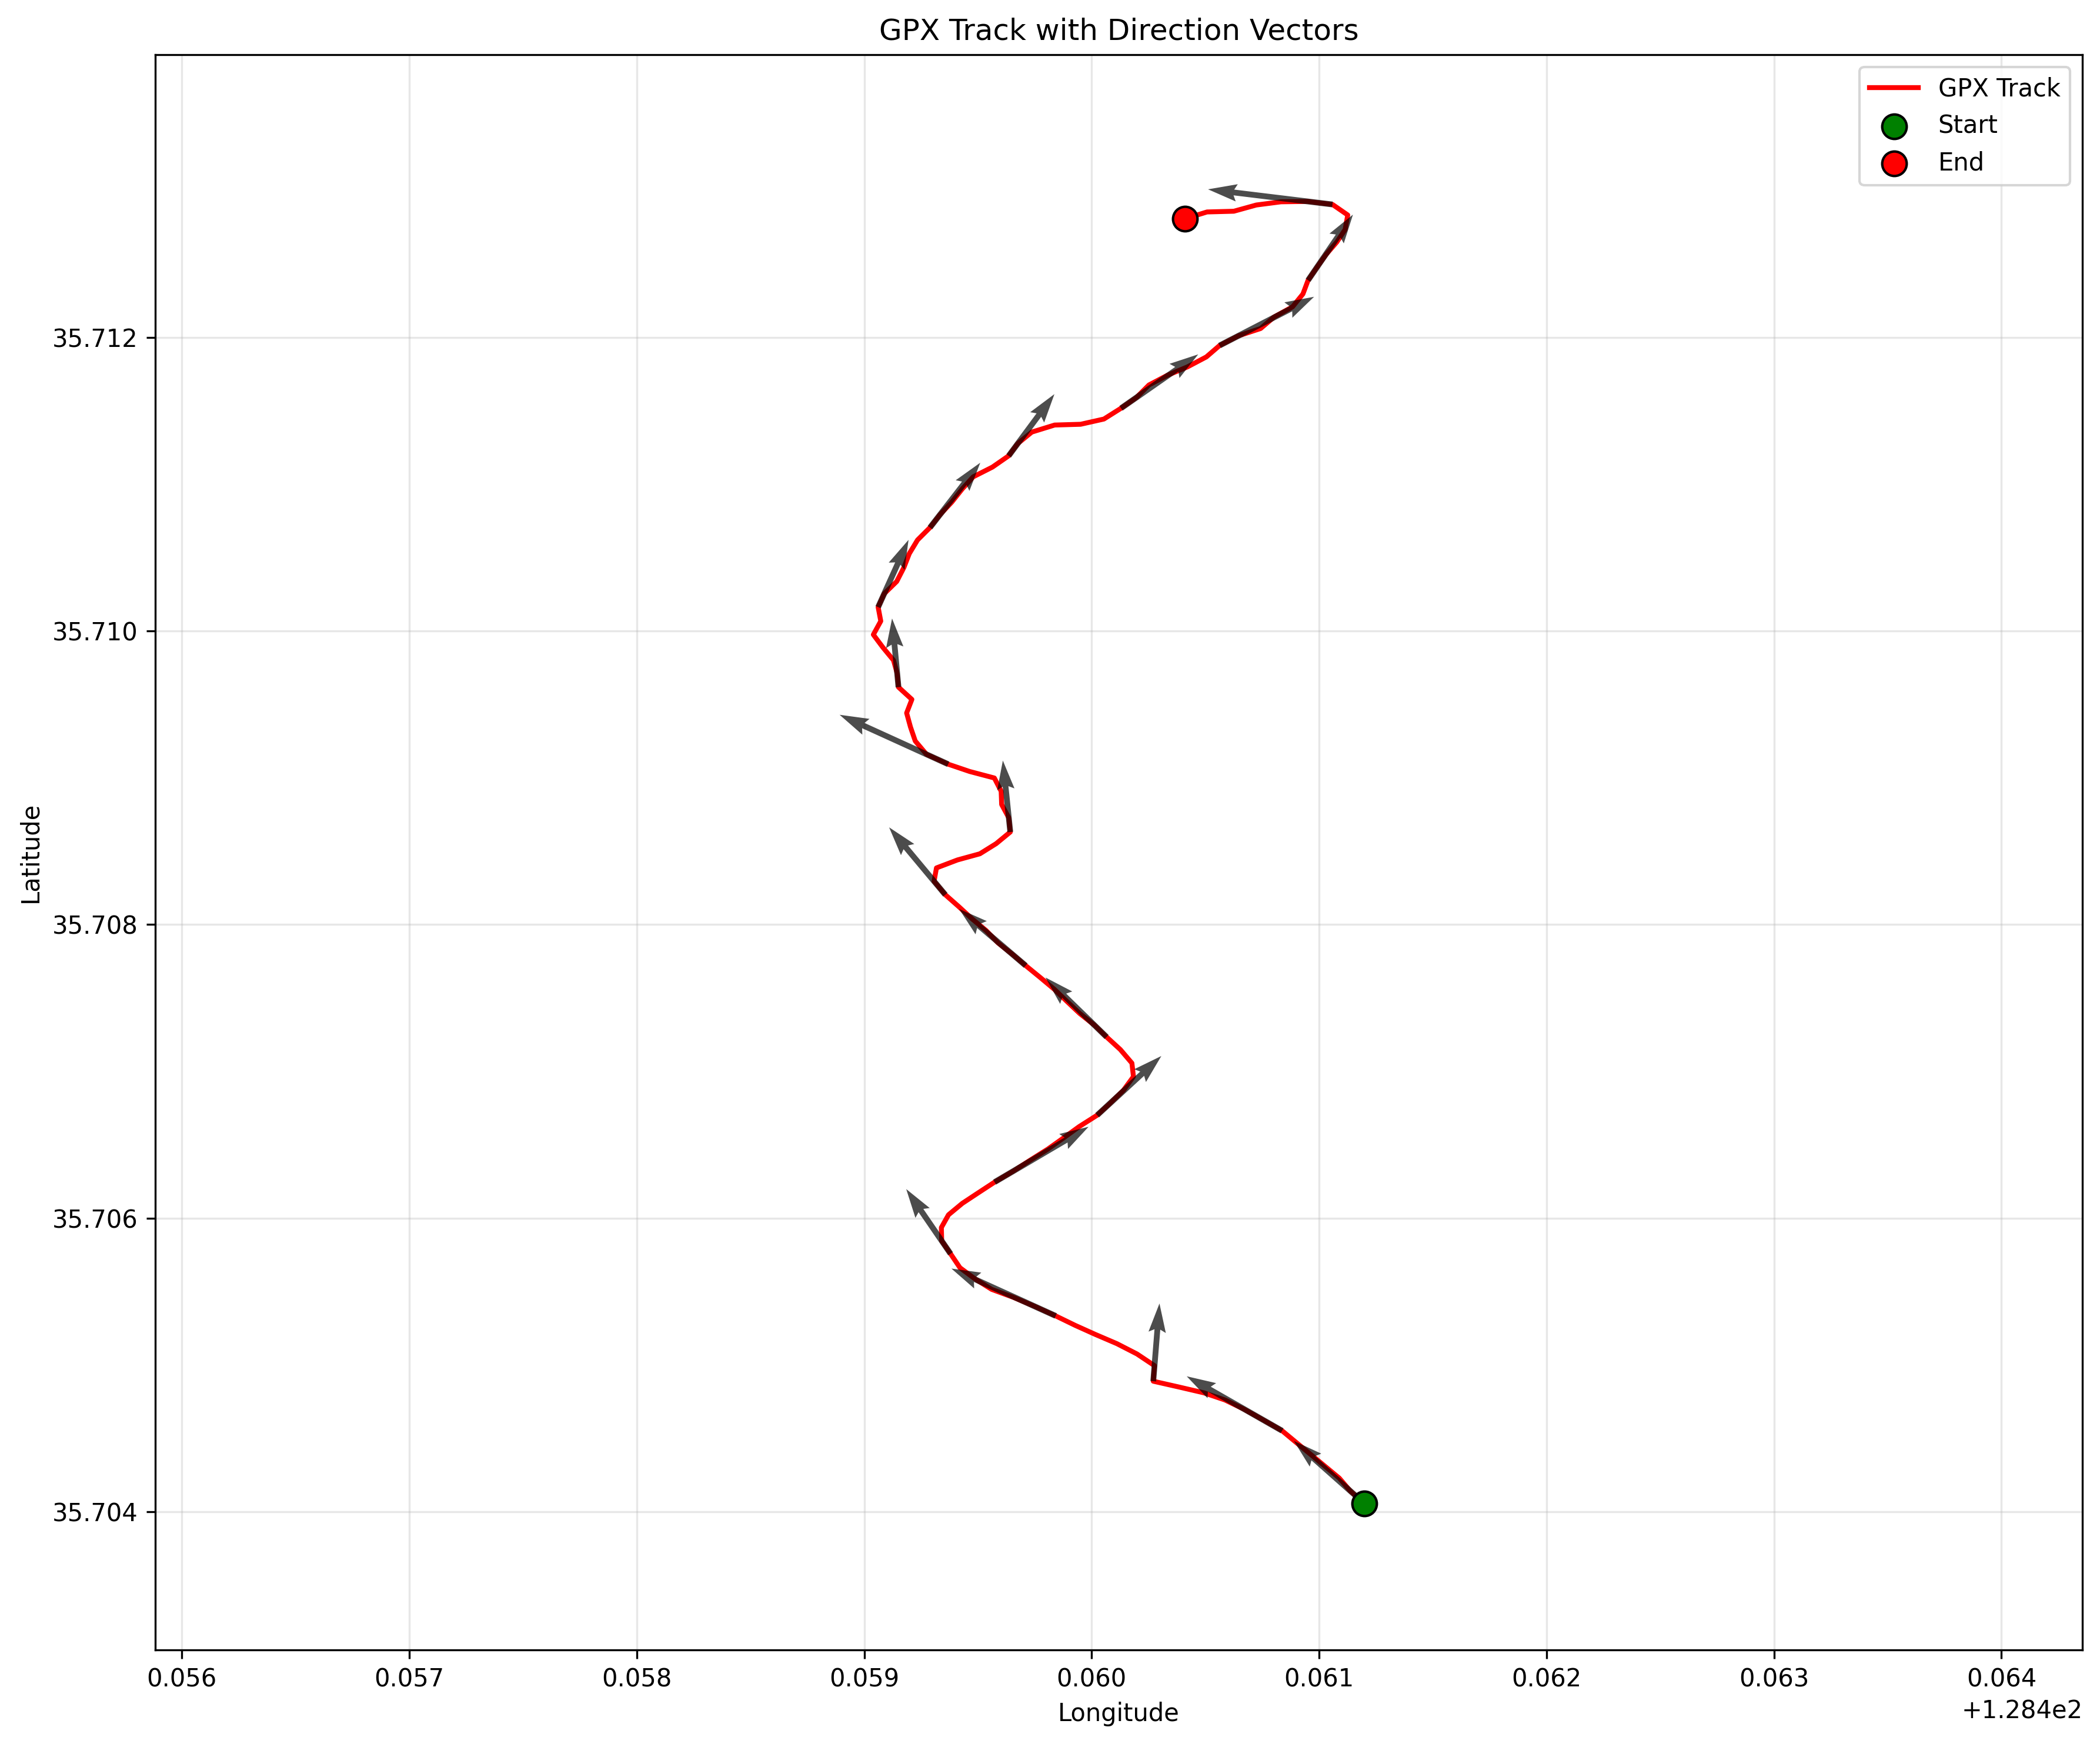 GPX Track with Direction Vectors
GPX Track
Start
End
35.712
35.710
35.708
35.706
35.704
Latitude
0.056 0.057 0.058 0.059 0.060 0.061 0.062 0.063 0.064
+1.284e2
Longitude